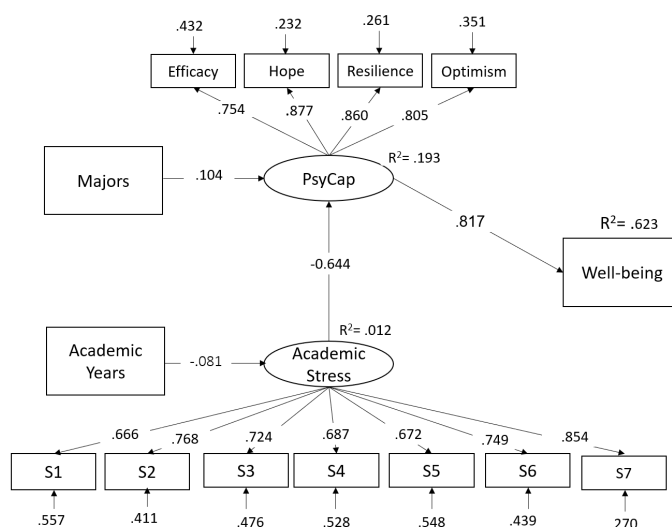 .432 .232 .261 .351
Efficacy Hope Resilience Optimism
.754 .877 .860 .805
R²= .193
Majors .104 PsyCap
.817
R²= .623
Well-being
-0.644
R²= .012
Academic Years -.081 Academic Stress
.666 .768 .724 .687 .672 .749 .854
S1 S2 S3 S4 S5 S6 S7
.557 .411 .476 .528 .548 .439 .270